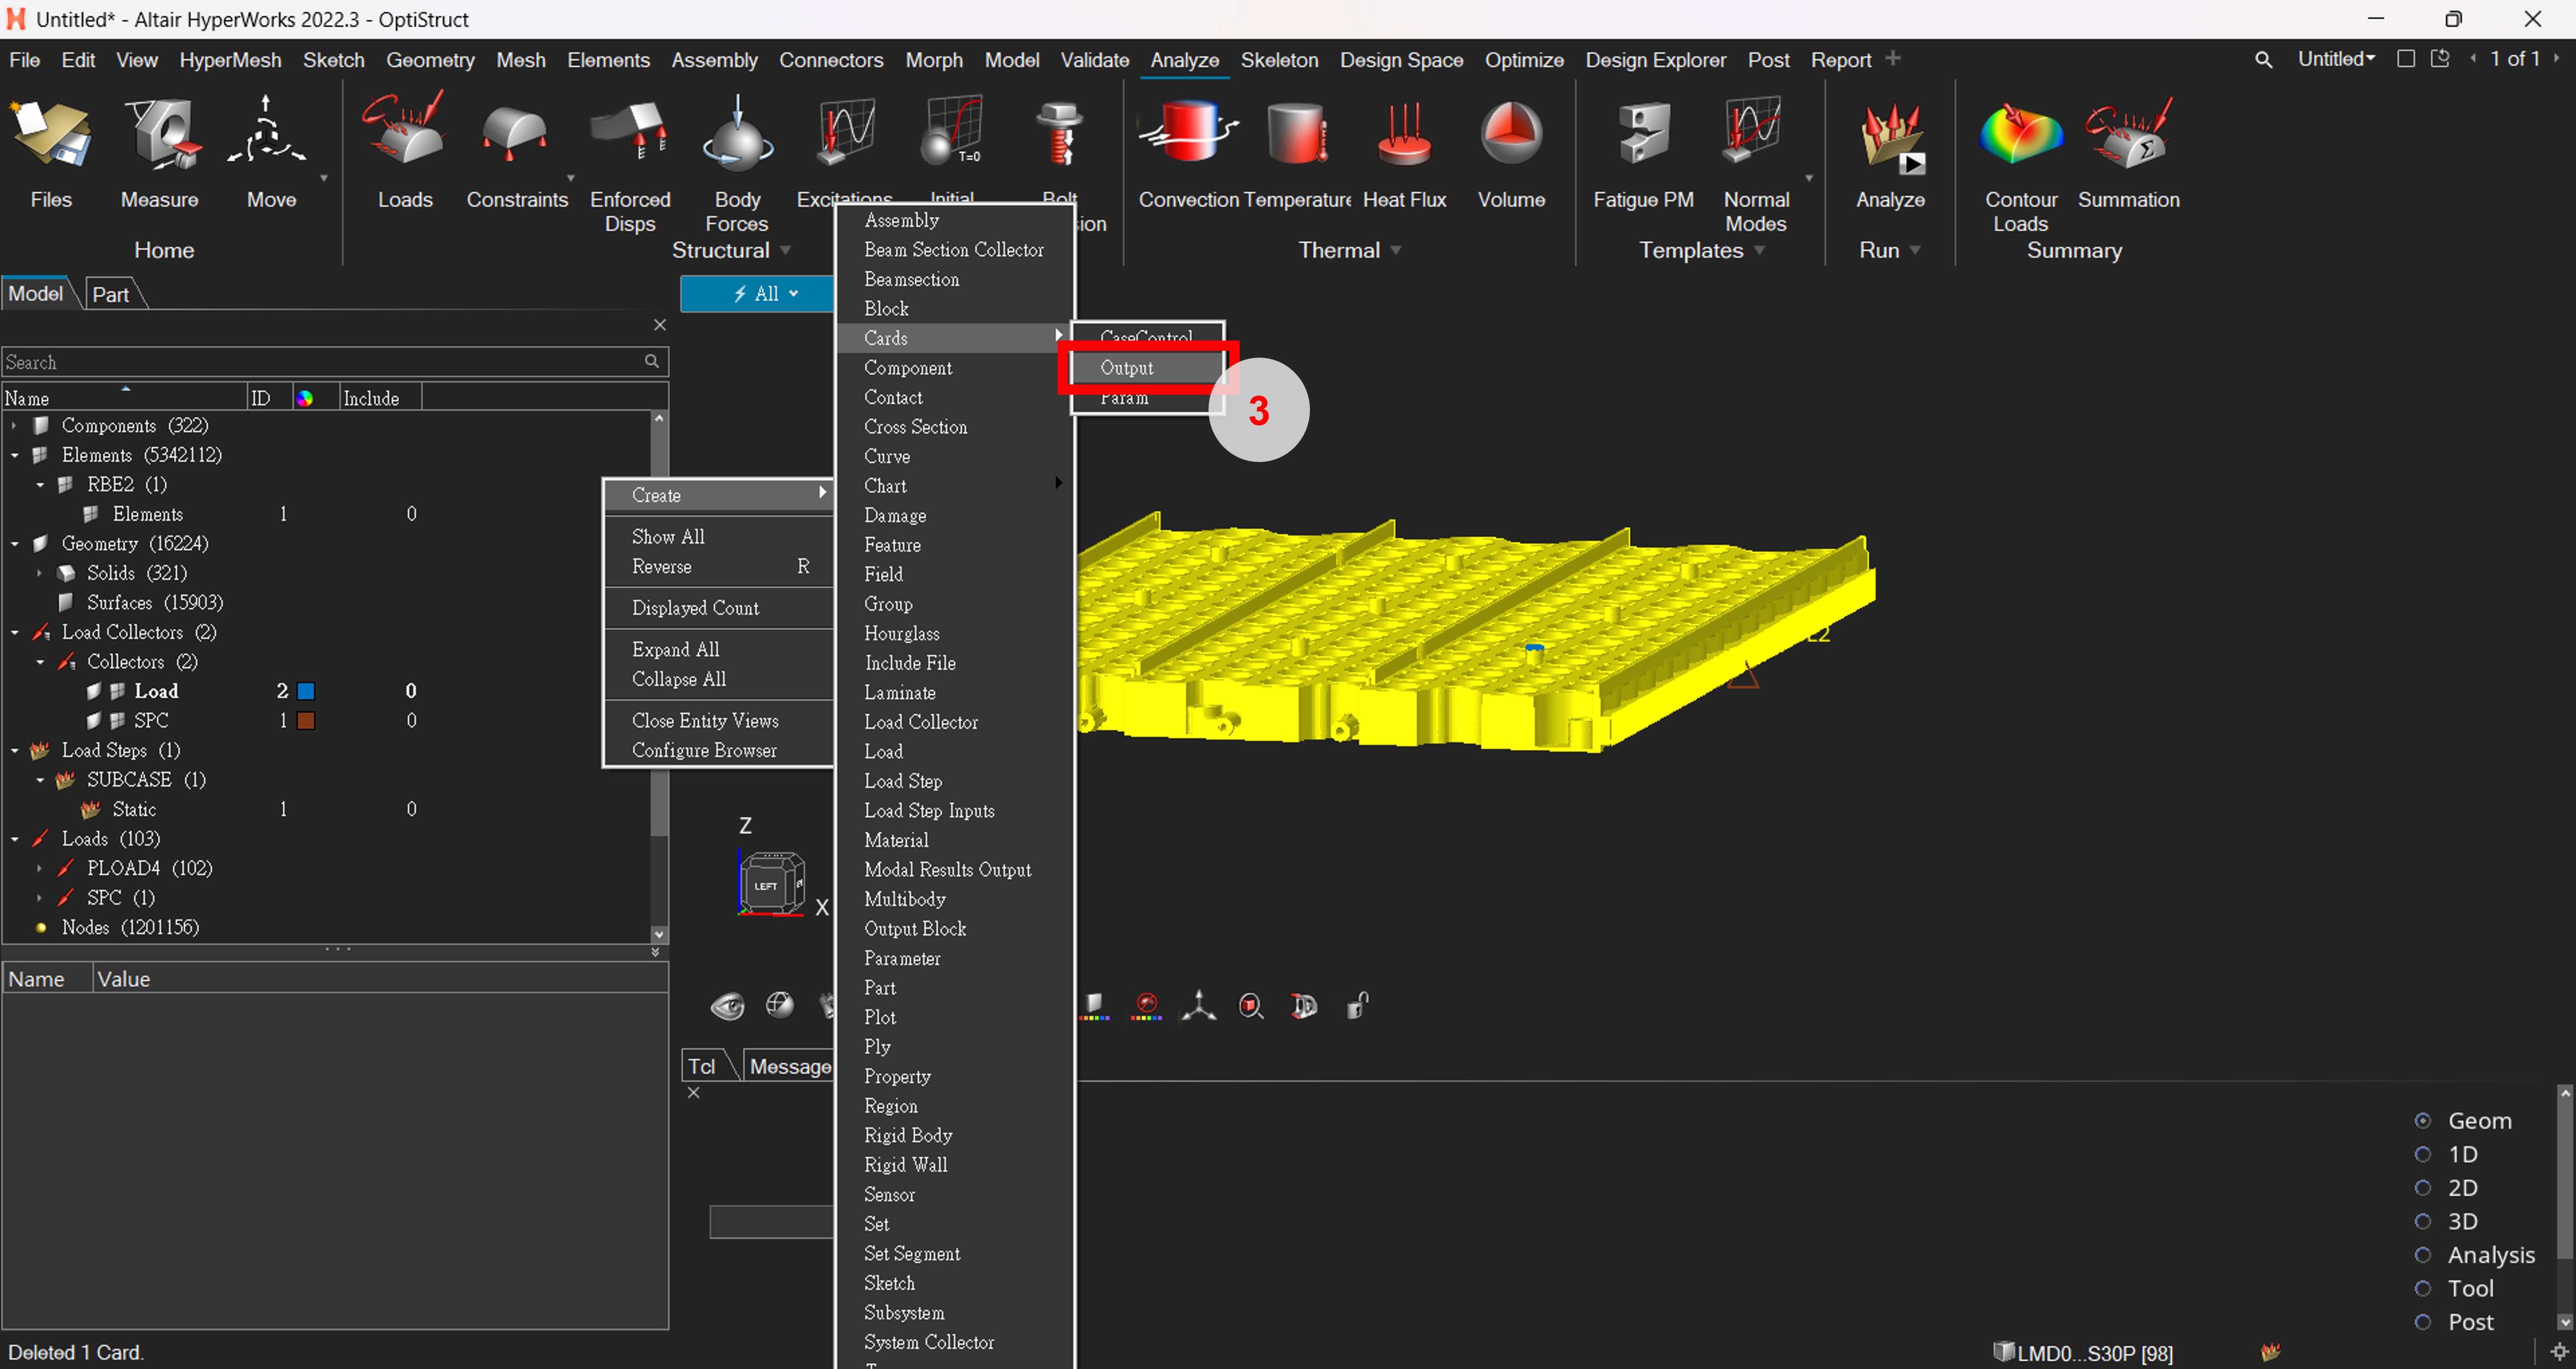 Untitled* - Altair HyperWorks 2022.3 - OptiStruct
File Edit View HyperMesh Sketch Geometry Mesh Elements Assembly Connectors Morph Model Validate Analyze Skeleton Design Space Optimize Design Explorer Post Report Untitled 1 of 1
T=0
Files Measure Move Loads Constraints Enforced Disps Body Forces Excitations Initial Bolt Convection Temperature Heat Flux Volume Fatigue PM Normal Modes Analyze Contour Loads Summation
Home Structural Thermal Templates Run Summary
Model Part
All
Search
Name ID Include
Components (322)
Elements (5342112)
RBE2 (1)
Elements 1 0
Geometry (16224)
Solids (321)
Surfaces (15903)
Load Collectors (2)
Collectors (2)
Load 2 0
SPC 1 0
Load Steps (1)
SUBCASE (1)
Static 1 0
Loads (103)
PLOAD4 (102)
SPC (1)
Nodes (1201156)
Name Value
Create
Show All
Reverse R
Displayed Count
Expand All
Collapse All
Close Entity Views
Configure Browser
Assembly
Beam Section Collector
Beamsection
Block
Cards
Component
Contact
Cross Section
Curve
Chart
Damage
Feature
Field
Group
Hourglass
Include File
Laminate
Load Collector
Load
Load Step
Load Step Inputs
Material
Modal Results Output
Multibody
Output Block
Parameter
Part
Plot
Ply
Property
Region
Rigid Body
Rigid Wall
Sensor
Set
Set Segment
Sketch
Subsystem
System Collector
CaseControl
Output
Param
3
Z
LEFT
X
Tcl Message
Geom
1D
2D
3D
Analysis
Tool
Post
Deleted 1 Card.
LMD0...S30P [98]